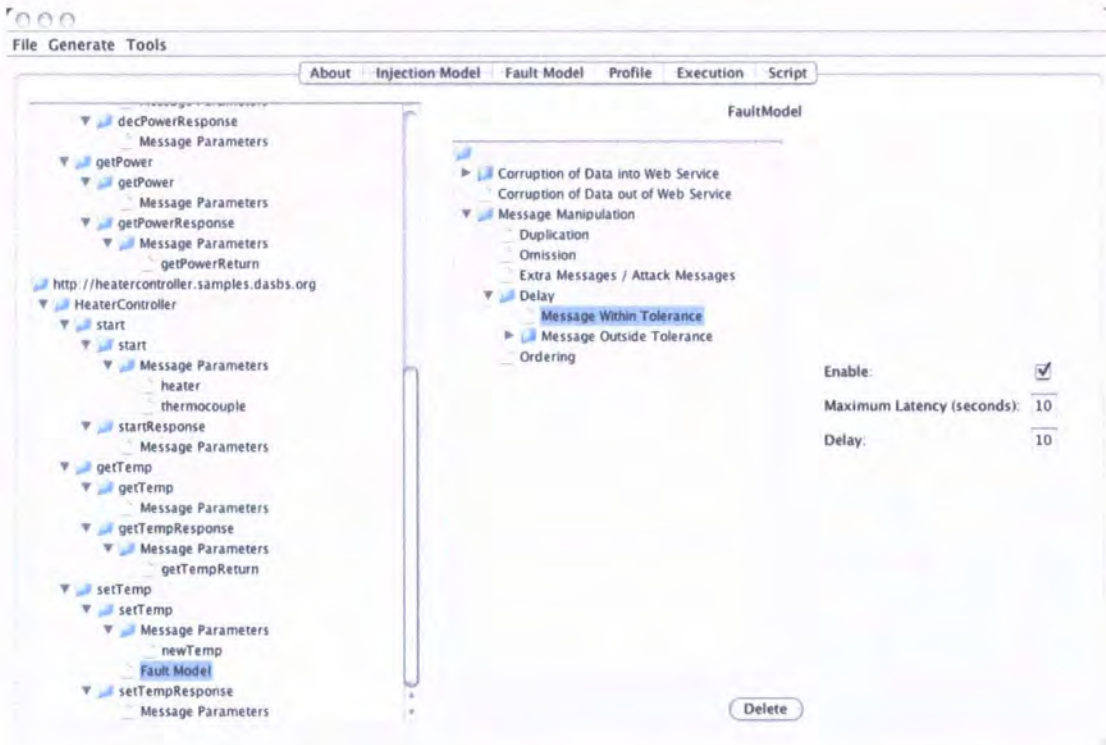 File Generate Tools
About Injection Model Fault Model Profile Execution Script
decPowerResponse
Message Parameters
getPower
getPower
Message Parameters
getPowerResponse
Message Parameters
getPowerReturn
http://heatercontroller.samples.dasbs.org
HeaterController
start
start
Message Parameters
heater
thermocouple
startResponse
Message Parameters
getTemp
getTemp
Message Parameters
getTempResponse
Message Parameters
getTempReturn
setTemp
setTemp
Message Parameters
newTemp
Fault Model
setTempResponse
Message Parameters
FaultModel
Corruption of Data into Web Service
Corruption of Data out of Web Service
Message Manipulation
Duplication
Omission
Extra Messages / Attack Messages
Delay
Message Within Tolerance
Message Outside Tolerance
Ordering
Enable:
Maximum Latency (seconds): 10
Delay: 10
Delete